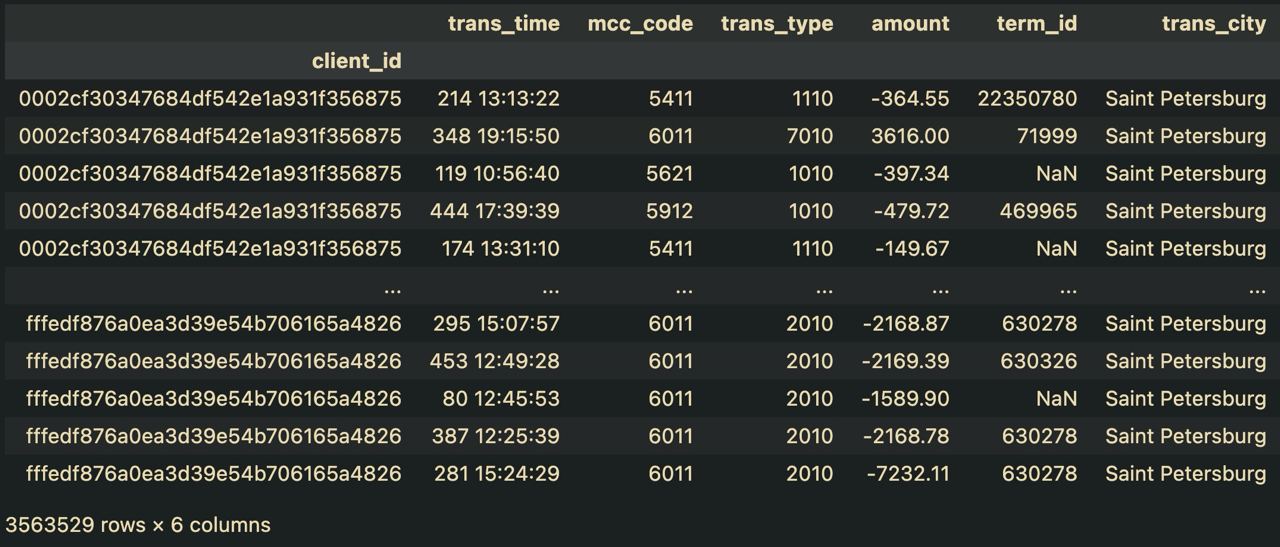 trans_time mcc_code trans_type amount term_id trans_city
client_id
0002cf30347684df542e1a931f356875 214 13:13:22 5411 1110 -364.55 22350780 Saint Petersburg
0002cf30347684df542e1a931f356875 348 19:15:50 6011 7010 3616.00 71999 Saint Petersburg
0002cf30347684df542e1a931f356875 119 10:56:40 5621 1010 -397.34 NaN Saint Petersburg
0002cf30347684df542e1a931f356875 444 17:39:39 5912 1010 -479.72 469965 Saint Petersburg
0002cf30347684df542e1a931f356875 174 13:31:10 5411 1110 -149.67 NaN Saint Petersburg
... ... ... ... ... ... ...
fffedf876a0ea3d39e54b706165a4826 295 15:07:57 6011 2010 -2168.87 630278 Saint Petersburg
fffedf876a0ea3d39e54b706165a4826 453 12:49:28 6011 2010 -2169.39 630326 Saint Petersburg
fffedf876a0ea3d39e54b706165a4826 80 12:45:53 6011 2010 -1589.90 NaN Saint Petersburg
fffedf876a0ea3d39e54b706165a4826 387 12:25:39 6011 2010 -2168.78 630278 Saint Petersburg
fffedf876a0ea3d39e54b706165a4826 281 15:24:29 6011 2010 -7232.11 630278 Saint Petersburg
3563529 rows × 6 columns